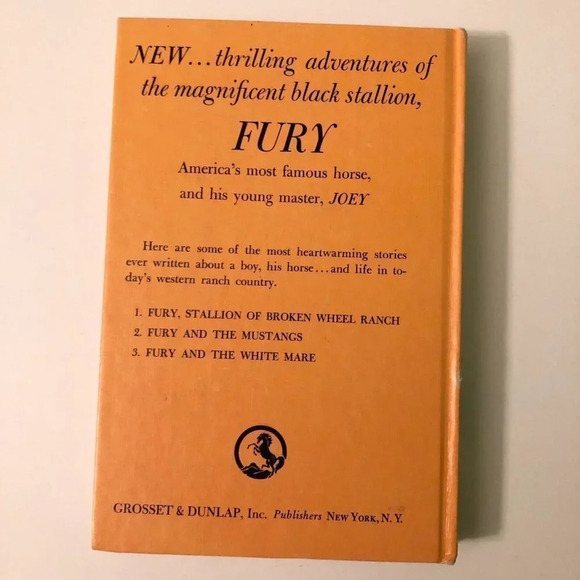 NEW...thrilling adventures of
the magnificent black stallion,
FURY
America's most famous horse,
and his young master, JOEY
Here are some of the most heartwarming stories
ever written about a boy, his horse...and life in to-
day's western ranch country.
1. FURY, STALLION OF BROKEN WHEEL RANCH
2. FURY AND THE MUSTANGS
3. FURY AND THE WHITE MARE
GROSSET & DUNLAP, Inc. Publishers NEW YORK, N. Y.